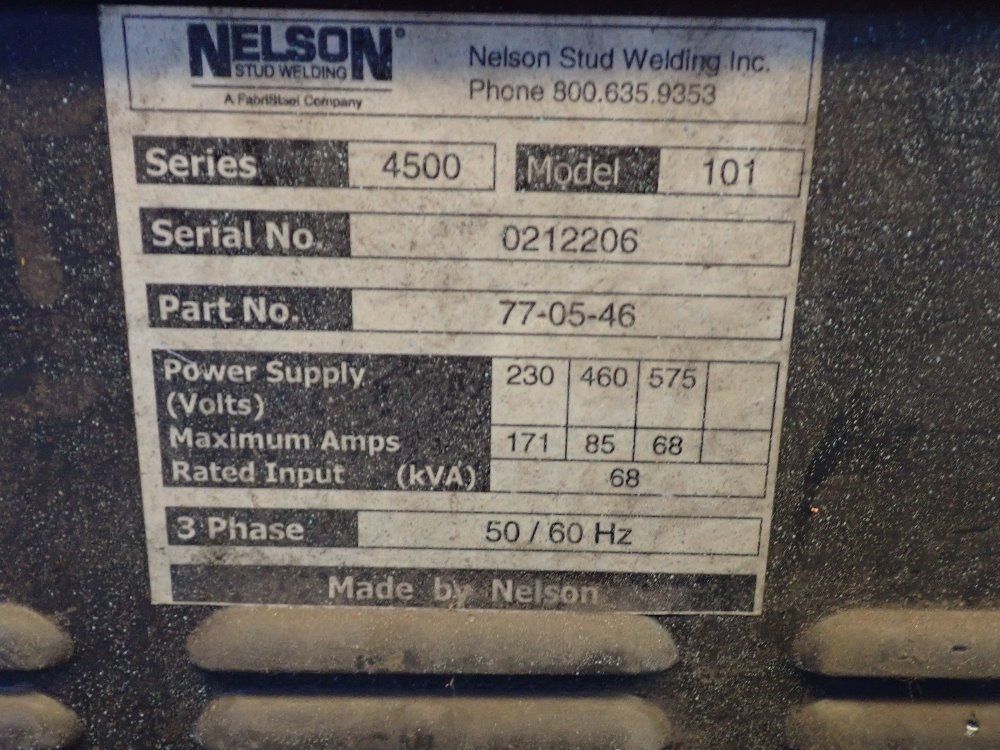 NELSON®
STUD WELDING
A FabriSteel Company
Nelson Stud Welding Inc.
Phone 800.635.9353
Series 4500 Model 101
Serial No. 0212206
Part No. 77-05-46
Power Supply (Volts) 230 460 575
Maximum Amps 171 85 68
Rated Input (kVA) 68
3 Phase 50 / 60 Hz
Made by Nelson